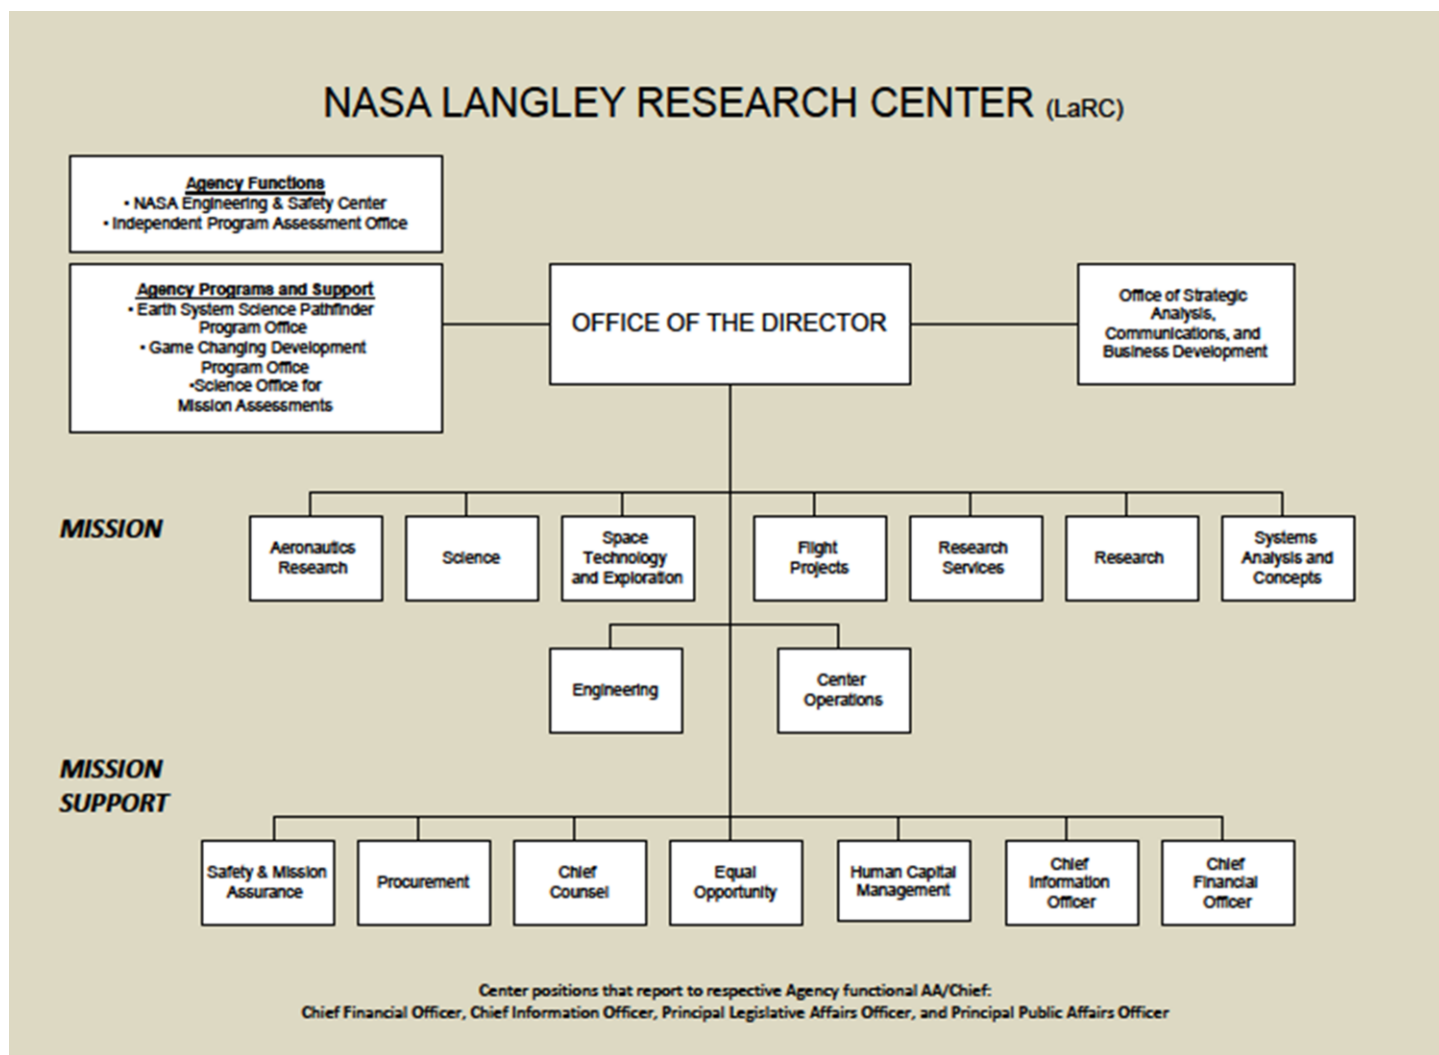 NASA LANGLEY RESEARCH CENTER (LaRC)
Agency Functions
• NASA Engineering & Safety Center
• Independent Program Assessment Office
Agency Programs and Support
• Earth System Science Pathfinder
Program Office
• Game Changing Development
Program Office
•Science Office for
Mission Assessments
OFFICE OF THE DIRECTOR
Office of Strategic
Analysis,
Communications, and
Business Development
MISSION
Aeronautics
Research
Science
Space
Technology
and Exploration
Flight
Projects
Research
Services
Research
Systems
Analysis and
Concepts
Engineering
Center
Operations
MISSION
SUPPORT
Safety & Mission
Assurance
Procurement
Chief
Counsel
Equal
Opportunity
Human Capital
Management
Chief
Information
Officer
Chief
Financial
Officer
Center positions that report to respective Agency functional AA/Chief:
Chief Financial Officer, Chief Information Officer, Principal Legislative Affairs Officer, and Principal Public Affairs Officer